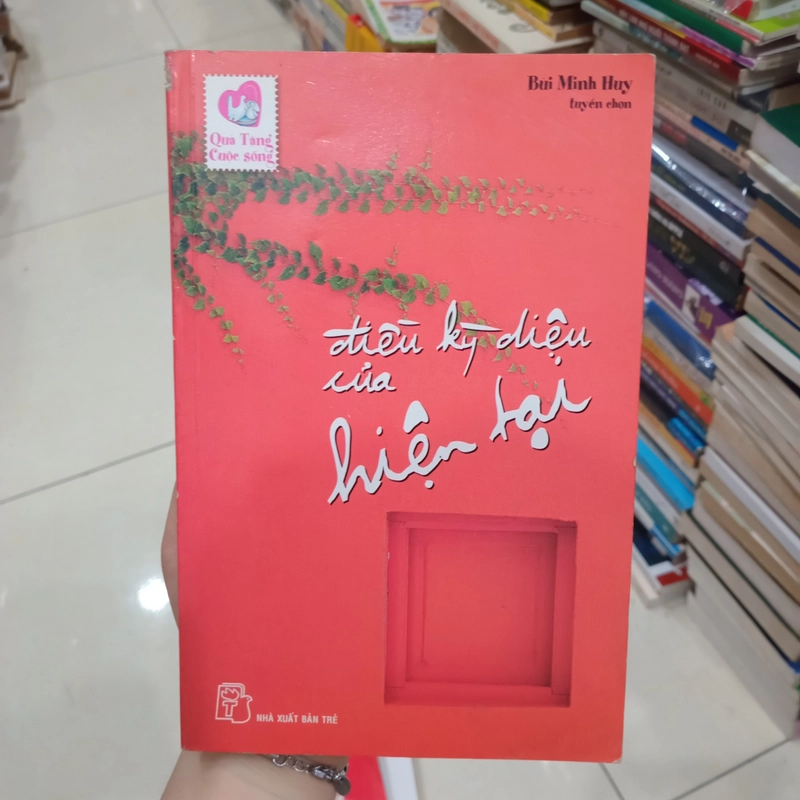 Bùi Minh Huy
tuyển chọn
Quà Tặng
Cuộc sống
điều kỳ diệu
của
hiện tại
NHÀ XUẤT BẢN TRẺ